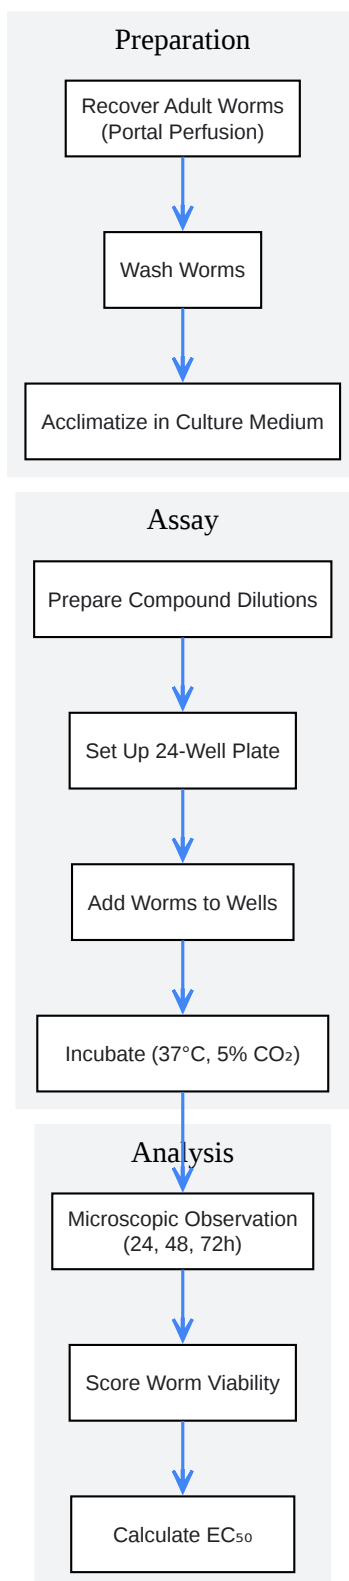 Preparation
Recover Adult Worms
(Portal Perfusion)
Wash Worms
Acclimatize in Culture Medium
Assay
Prepare Compound Dilutions
Set Up 24-Well Plate
Add Worms to Wells
Incubate (37°C, 5% CO₂)
Analysis
Microscopic Observation
(24, 48, 72h)
Score Worm Viability
Calculate EC₅₀